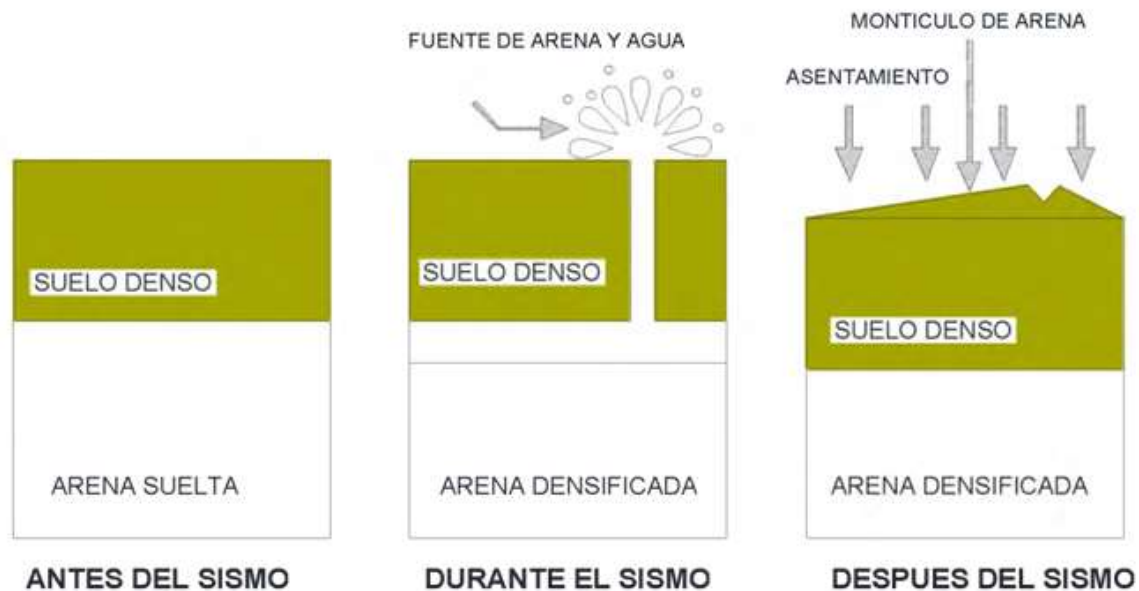 MONTICULO DE ARENA
FUENTE DE ARENA Y AGUA
ASENTAMIENTO
SUELO DENSO
SUELO DENSO
SUELO DENSO
ARENA SUELTA
ARENA DENSIFICADA
ARENA DENSIFICADA
ANTES DEL SISMO
DURANTE EL SISMO
DESPUES DEL SISMO